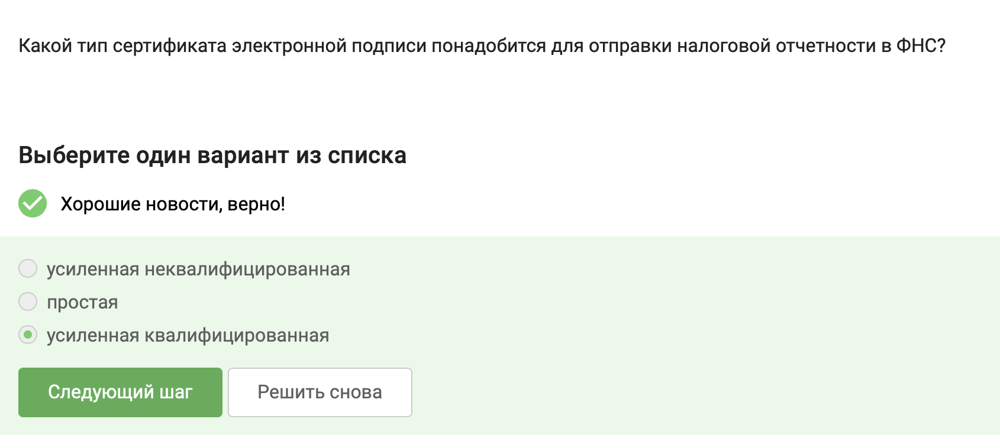 Какой тип сертификата электронной подписи понадобится для отправки налоговой отчетности в ФНС?
Выберите один вариант из списка
Хорошие новости, верно!
усиленная неквалифицированная
простая
усиленная квалифицированная
Следующий шаг
Решить снова